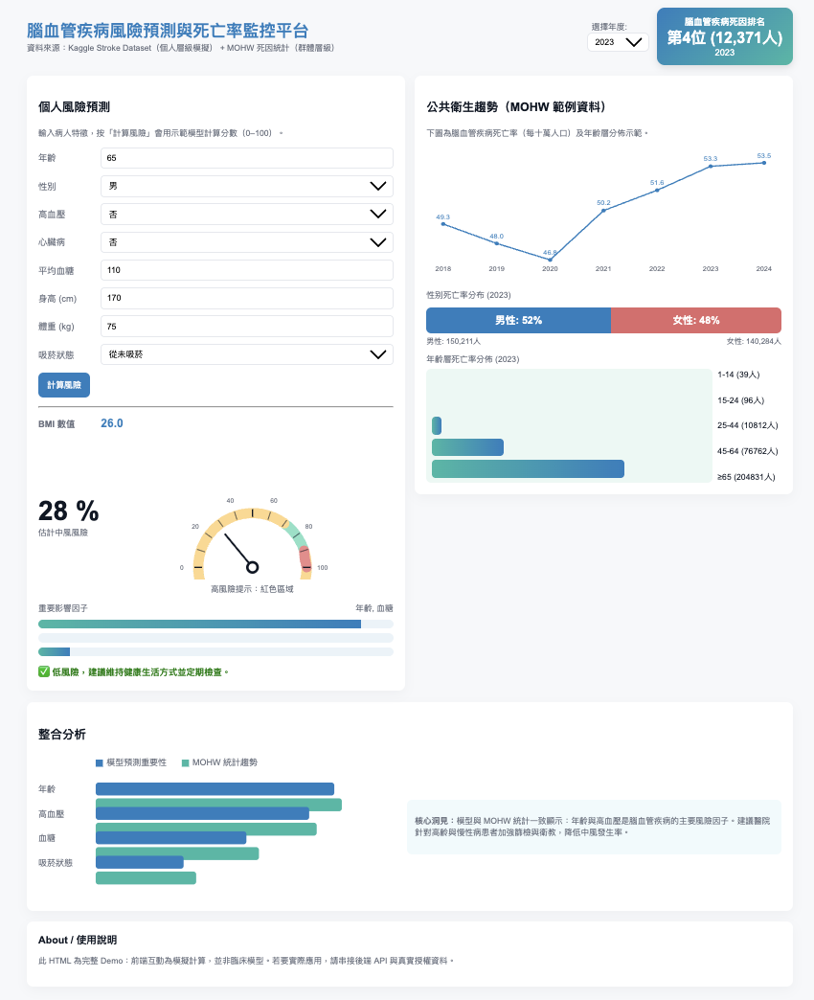 腦血管疾病風險預測與死亡率監控平台
資料來源：Kaggle Stroke Dataset（個人層級模擬） + MOHW 死因統計（群體層級）
選擇年度:
2023
腦血管疾病死因排名
第4位 (12,371人)
2023
個人風險預測
輸入病人特徵，按「計算風險」會用示範模型計算分數（0–100）。
年齡
65
性別
男
高血壓
否
心臟病
否
平均血糖
110
身高 (cm)
170
體重 (kg)
75
吸菸狀態
從未吸菸
計算風險
BMI 數值
26.0
28 %
估計中風風險
0
20
40
60
80
100
高風險提示：紅色區域
重要影響因子
年齡, 血糖
✅ 低風險，建議維持健康生活方式並定期檢查。
公共衛生趨勢（MOHW 範例資料）
下圖為腦血管疾病死亡率（每十萬人口）及年齡層分佈示範。
49.3
48.0
46.9
50.2
51.6
53.3
53.5
2018
2019
2020
2021
2022
2023
2024
性別死亡率分布 (2023)
男性: 52%
女性: 48%
男性: 150,211人
女性: 140,284人
年齡層死亡率分佈 (2023)
1-14 (39人)
15-24 (96人)
25-44 (10812人)
45-64 (76762人)
≥65 (204831人)
整合分析
模型預測重要性
MOHW 統計趨勢
年齡
高血壓
血糖
吸菸狀態
核心洞見：模型與 MOHW 統計一致顯示：年齡與高血壓是腦血管疾病的主要風險因子。建議醫院
針對高齡與慢性病患者加強篩檢與衛教，降低中風發生率。
About / 使用說明
此 HTML 為完整 Demo：前端互動為模擬計算，並非臨床模型。若要實際應用，請串接後端 API 與真實授權資料。